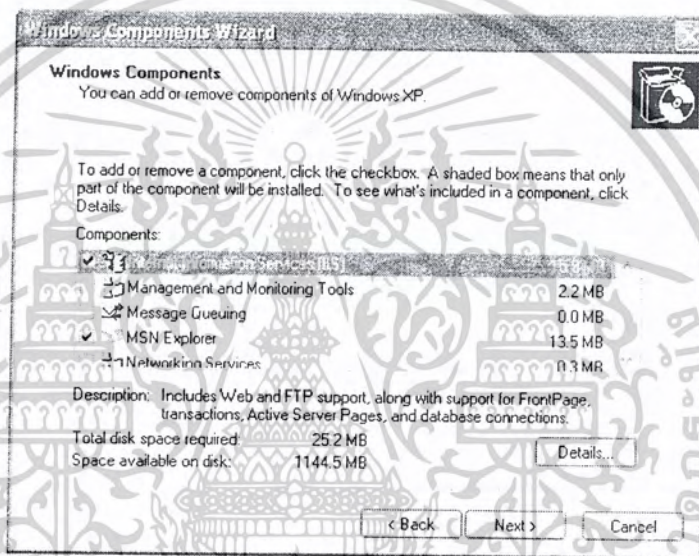 Windows Components Wizard
Windows Components
You can add or remove components of Windows XP.
To add or remove a component, click the checkbox. A shaded box means that only
part of the component will be installed. To see what's included in a component, click
Details.
Components:
Services (IIS)
Management and Monitoring Tools 2.2 MB
Message Queuing 0.0 MB
MSN Explorer 13.5 MB
Networking Services 0.3 MB
Description: Includes Web and FTP support, along with support for FrontPage,
transactions, Active Server Pages, and database connections.
Total disk space required: 25.2 MB
Space available on disk: 1144.5 MB
Details...
< Back Next > Cancel